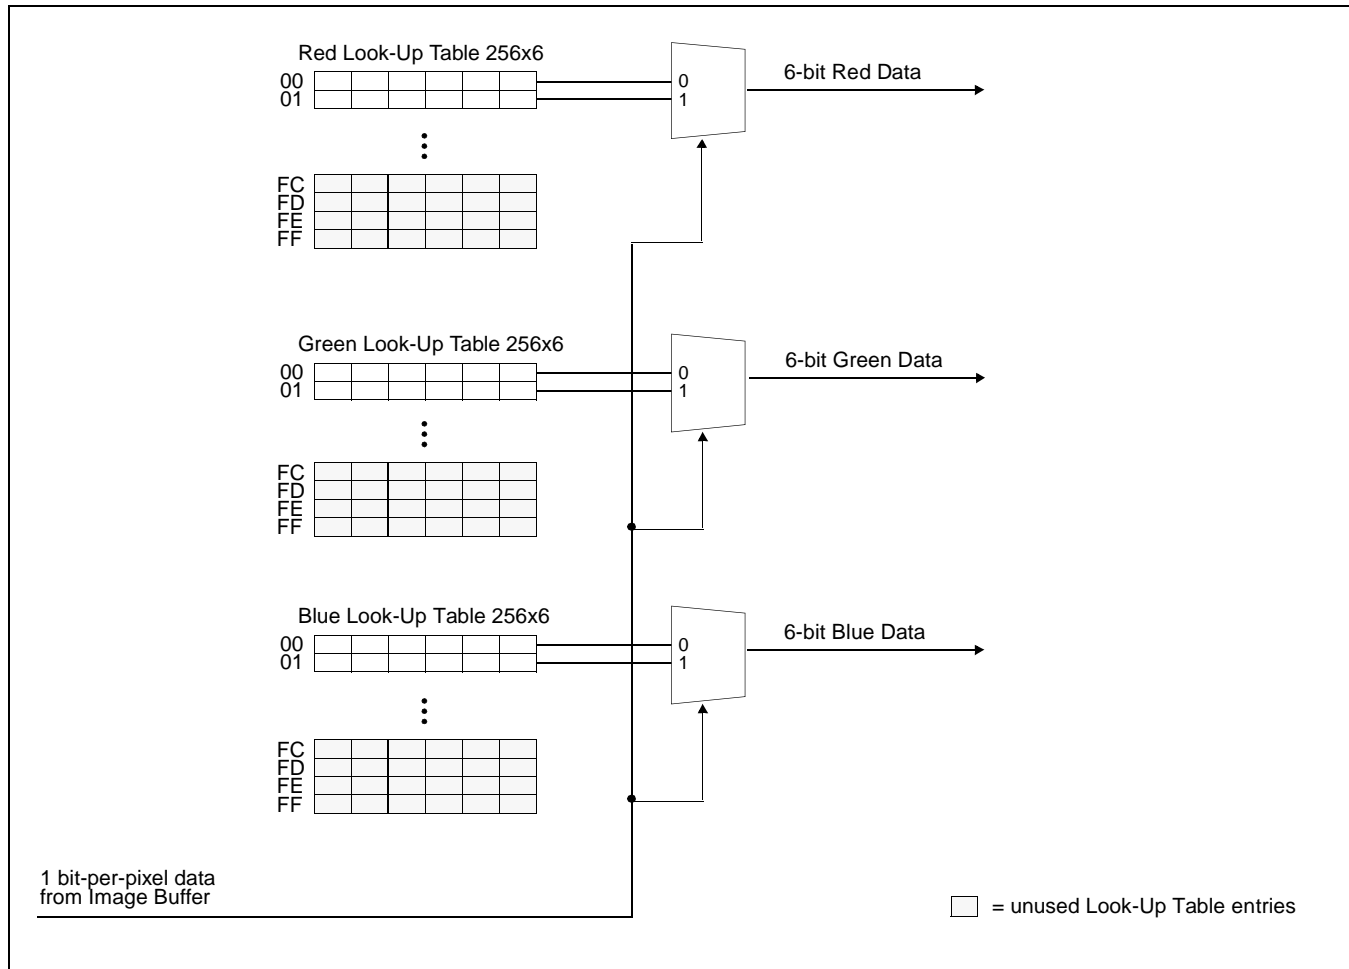 Red Look-Up Table 256x6
00
01
FC
FD
FE
FF
0
1
6-bit Red Data
Green Look-Up Table 256x6
00
01
FC
FD
FE
FF
0
1
6-bit Green Data
Blue Look-Up Table 256x6
00
01
FC
FD
FE
FF
0
1
6-bit Blue Data
1 bit-per-pixel data
from Image Buffer
= unused Look-Up Table entries